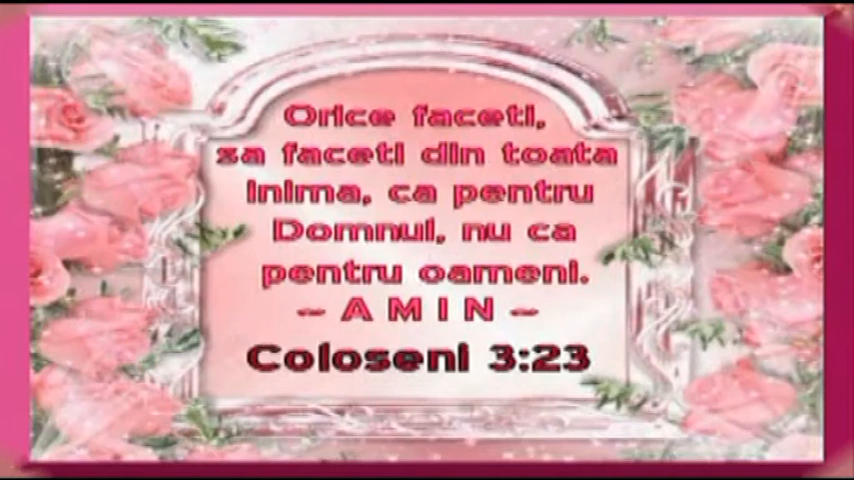 Orice faceti,
sa faceti din toata
inima, ca pentru
Domnul, nu ca
pentru oameni.
~ A M I N ~
Coloseni 3:23